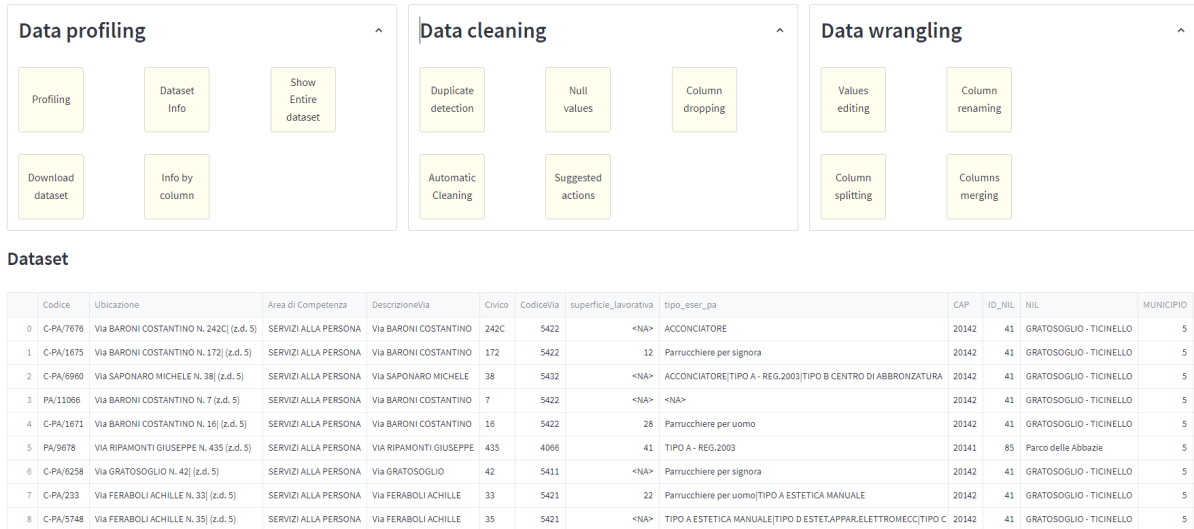 Data profiling
Profiling
Dataset
Info
Show
Entire
dataset
Download
dataset
Info by
column
Data cleaning
Duplicate
detection
Null
values
Column
dropping
Automatic
Cleaning
Suggested
actions
Data wrangling
Values
editing
Column
renaming
Column
splitting
Columns
merging
Dataset
Codice Ubicazione Area di Competenza DescrizioneVia Civico CodiceVia superficie_lavorativa tipo_eser_pa CAP ID_NIL NIL MUNICIPIO
0 C-PA/7676 Via BARONI COSTANTINO N. 242C| (z.d. 5) SERVIZI ALLA PERSONA Via BARONI COSTANTINO 242C 5422 <NA> ACCONCIATORE 20142 41 GRATOSOGLIO - TICINELLO 5
1 C-PA/1675 Via BARONI COSTANTINO N. 172| (z.d. 5) SERVIZI ALLA PERSONA Via BARONI COSTANTINO 172 5422 12 Parrucchiere per signora 20142 41 GRATOSOGLIO - TICINELLO 5
2 C-PA/6960 Via SAPONARO MICHELE N. 38| (z.d. 5) SERVIZI ALLA PERSONA Via SAPONARO MICHELE 38 5432 <NA> ACCONCIATORE|TIPO A - REG.2003|TIPO B CENTRO DI ABBRONZATURA 20142 41 GRATOSOGLIO - TICINELLO 5
3 PA/11066 Via BARONI COSTANTINO N. 7 (z.d. 5) SERVIZI ALLA PERSONA Via BARONI COSTANTINO 7 5422 <NA> <NA> 20142 41 GRATOSOGLIO - TICINELLO 5
4 C-PA/1671 Via BARONI COSTANTINO N. 16| (z.d. 5) SERVIZI ALLA PERSONA Via BARONI COSTANTINO 16 5422 28 Parrucchiere per uomo 20142 41 GRATOSOGLIO - TICINELLO 5
5 PA/9678 VIA RIPAMONTI GIUSEPPE N. 435 (z.d. 5) SERVIZI ALLA PERSONA VIA RIPAMONTI GIUSEPPE 435 4066 41 TIPO A - REG.2003 20141 85 Parco delle Abbazie 5
6 C-PA/6258 Via GRATOSOGLIO N. 42| (z.d. 5) SERVIZI ALLA PERSONA Via GRATOSOGLIO 42 5411 <NA> Parrucchiere per signora 20142 41 GRATOSOGLIO - TICINELLO 5
7 C-PA/233 Via FERABOLI ACHILLE N. 33| (z.d. 5) SERVIZI ALLA PERSONA Via FERABOLI ACHILLE 33 5421 22 Parrucchiere per uomo|TIPO A ESTETICA MANUALE 20142 41 GRATOSOGLIO - TICINELLO 5
8 C-PA/5748 Via FERABOLI ACHILLE N. 35| (z.d. 5) SERVIZI ALLA PERSONA Via FERABOLI ACHILLE 35 5421 <NA> TIPO A ESTETICA MANUALE|TIPO D ESTET.APPAR.ELETTROMECC|TIPO C 20142 41 GRATOSOGLIO - TICINELLO 5